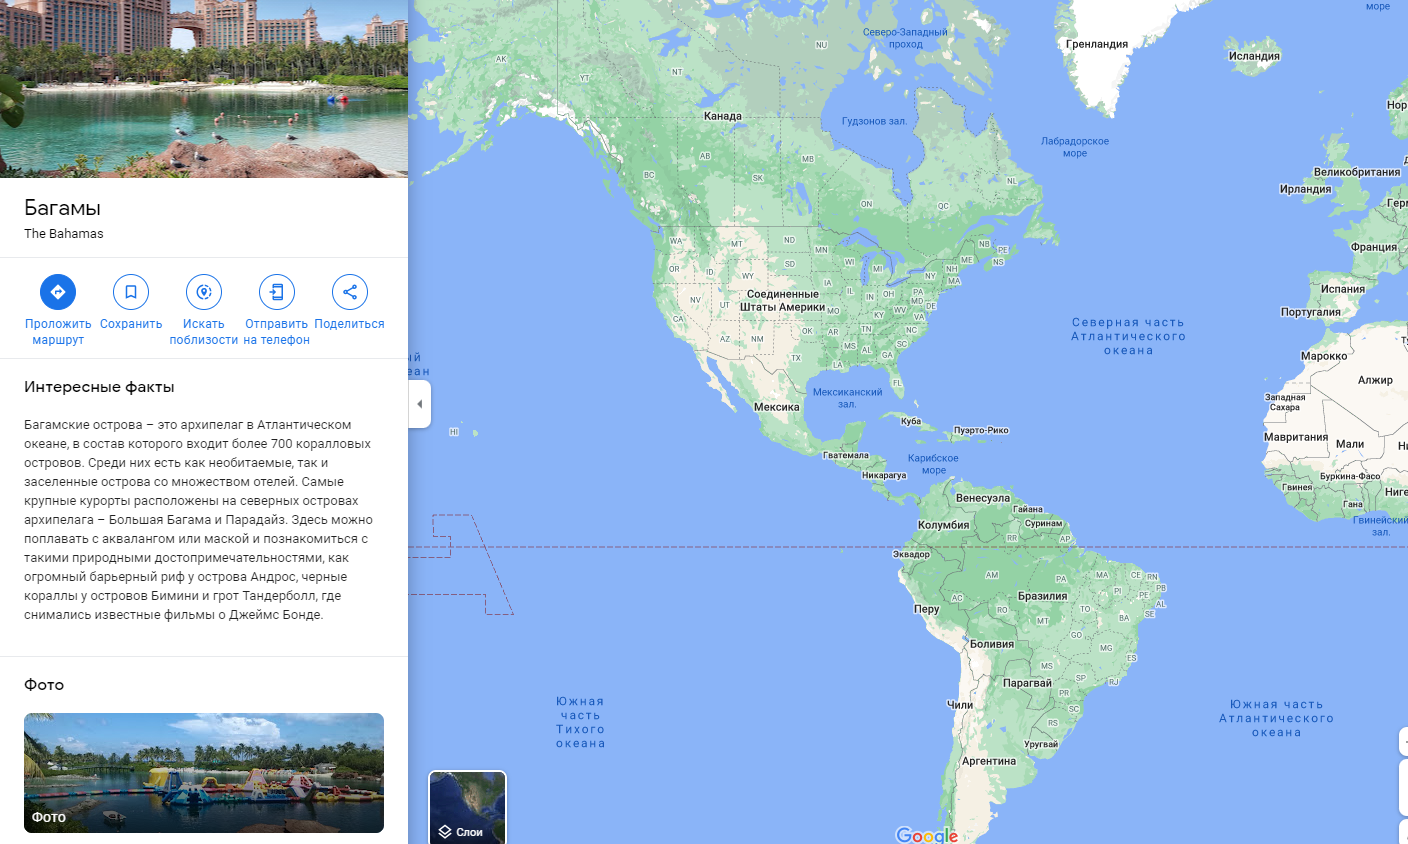 Багамы
The Bahamas
Проложить маршрут
Сохранить
Искать поблизости
Отправить на телефон
Поделиться
Интересные факты
Багамские острова – это архипелаг в Атлантическом
океане, в состав которого входит более 700 коралловых
островов. Среди них есть как необитаемые, так и
заселенные острова со множеством отелей. Самые
крупные курорты расположены на северных островах
архипелага – Большая Багама и Парадайз. Здесь можно
поплавать с аквалангом или маской и познакомиться с
такими природными достопримечательностями, как
огромный барьерный риф у острова Андрос, черные
кораллы у островов Бимини и грот Тандерболл, где
снимались известные фильмы о Джеймс Бонде.
Фото
Фото
Слои
море
Северо-Западный
проход
Гренландия
Исландия
NU
AK
YT
NT
Канада
Гудзонов зал.
Лабрадорское
море
Нор
AB
MB
BC
SK
ON
QC
NL
Великобритания
Ирландия
Гер
Франция
NB
PE
NS
WA
MT
ND
MN
OR
ID
WY
SD
WI
MI
NY
NH
ME
MA
Соединенные
Штаты Америки
IA
IL
IN
OH
PA
MD
DE
NV
UT
MO
KY
WV
VA
CA
AZ
NM
OK
AR
TN
NC
MS
AL
SC
TX
LA
GA
FL
Испания
Португалия
Северная часть
Атлантического
океана
Марокко
Алжир
Западная
Сахара
ый
еан
Мексиканский
зал.
Мексика
Куба
Пуэрто-Рико
HI
Мавритания
Мали
Ни
Гватемала
Карибское
море
Никарагуа
Буркина-Фасо
Гвинея
Гана
Ниге
Гвинейский
зал.
Венесуэла
Гайана
Суринам
Колумбия
RR
AP
Эквадор
AM
PA
MA
CE
RN
PB
PI
PE
AL
SE
Перу
AC
Бразилия
RO
TO
BA
MT
GO
Боливия
MG
ES
MS
SP
RJ
Парагвай
PR
SC
RS
Чили
Уругвай
Аргентина
Южная
часть
Тихого
океана
Южная часть
Атлантического
океана
Google